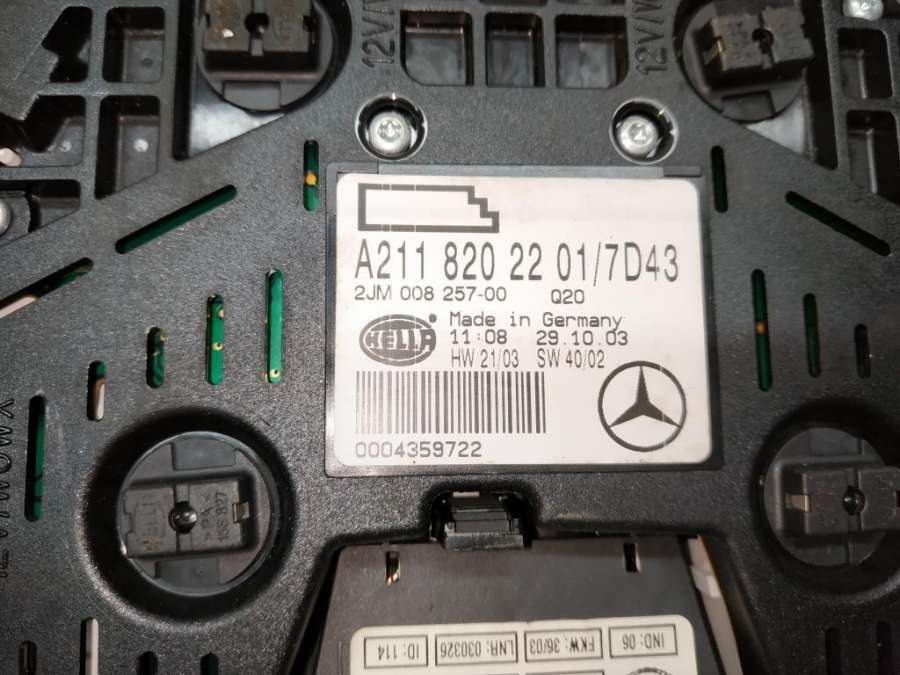 12V/
12V/
A211 820 22 01/7D43
2JM 008 257-00 Q20
HELLA
Made in Germany
11:08 29.10.03
HW 21/03 SW 40/02
0004359722
HELLA
IND: 06
FKW: 36/03
LNR: 030326
ID: 114